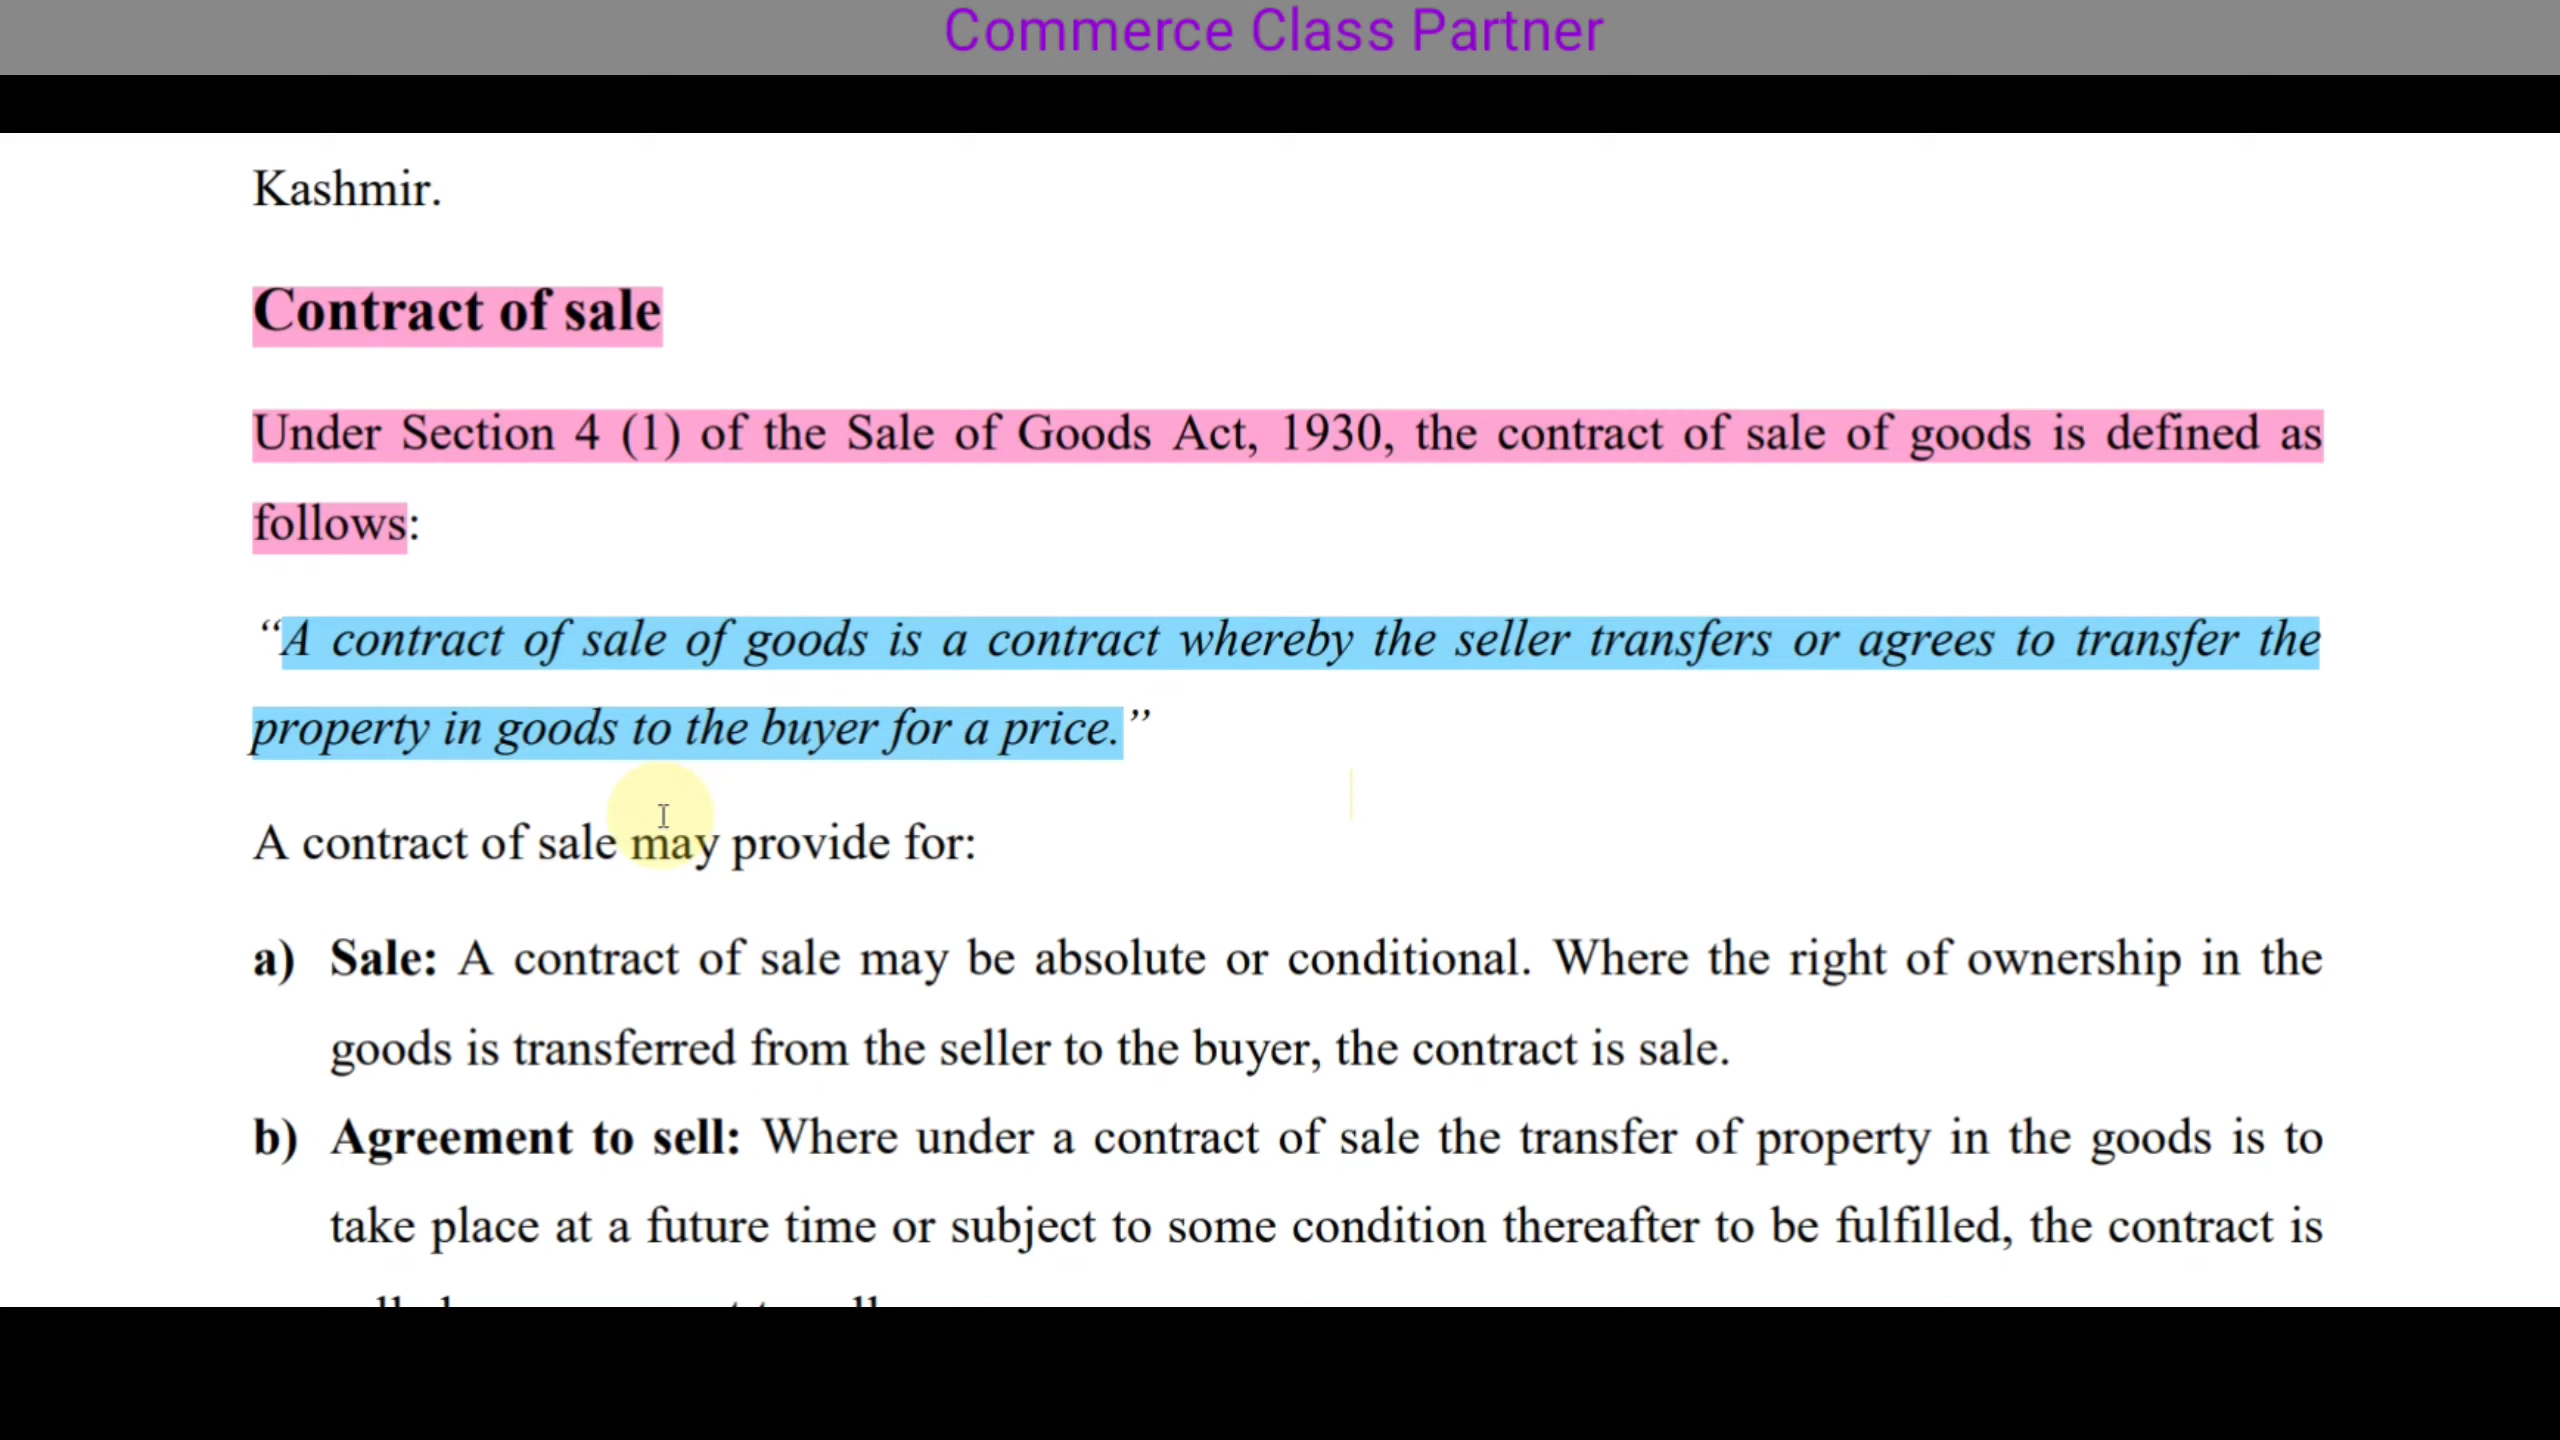 Commerce Class Partner
Kashmir.
Contract of sale
Under Section 4 (1) of the Sale of Goods Act, 1930, the contract of sale of goods is defined as
follows:
“A contract of sale of goods is a contract whereby the seller transfers or agrees to transfer the
property in goods to the buyer for a price.”
A contract of sale may provide for:
a) Sale: A contract of sale may be absolute or conditional. Where the right of ownership in the
goods is transferred from the seller to the buyer, the contract is sale.
b) Agreement to sell: Where under a contract of sale the transfer of property in the goods is to
take place at a future time or subject to some condition thereafter to be fulfilled, the contract is